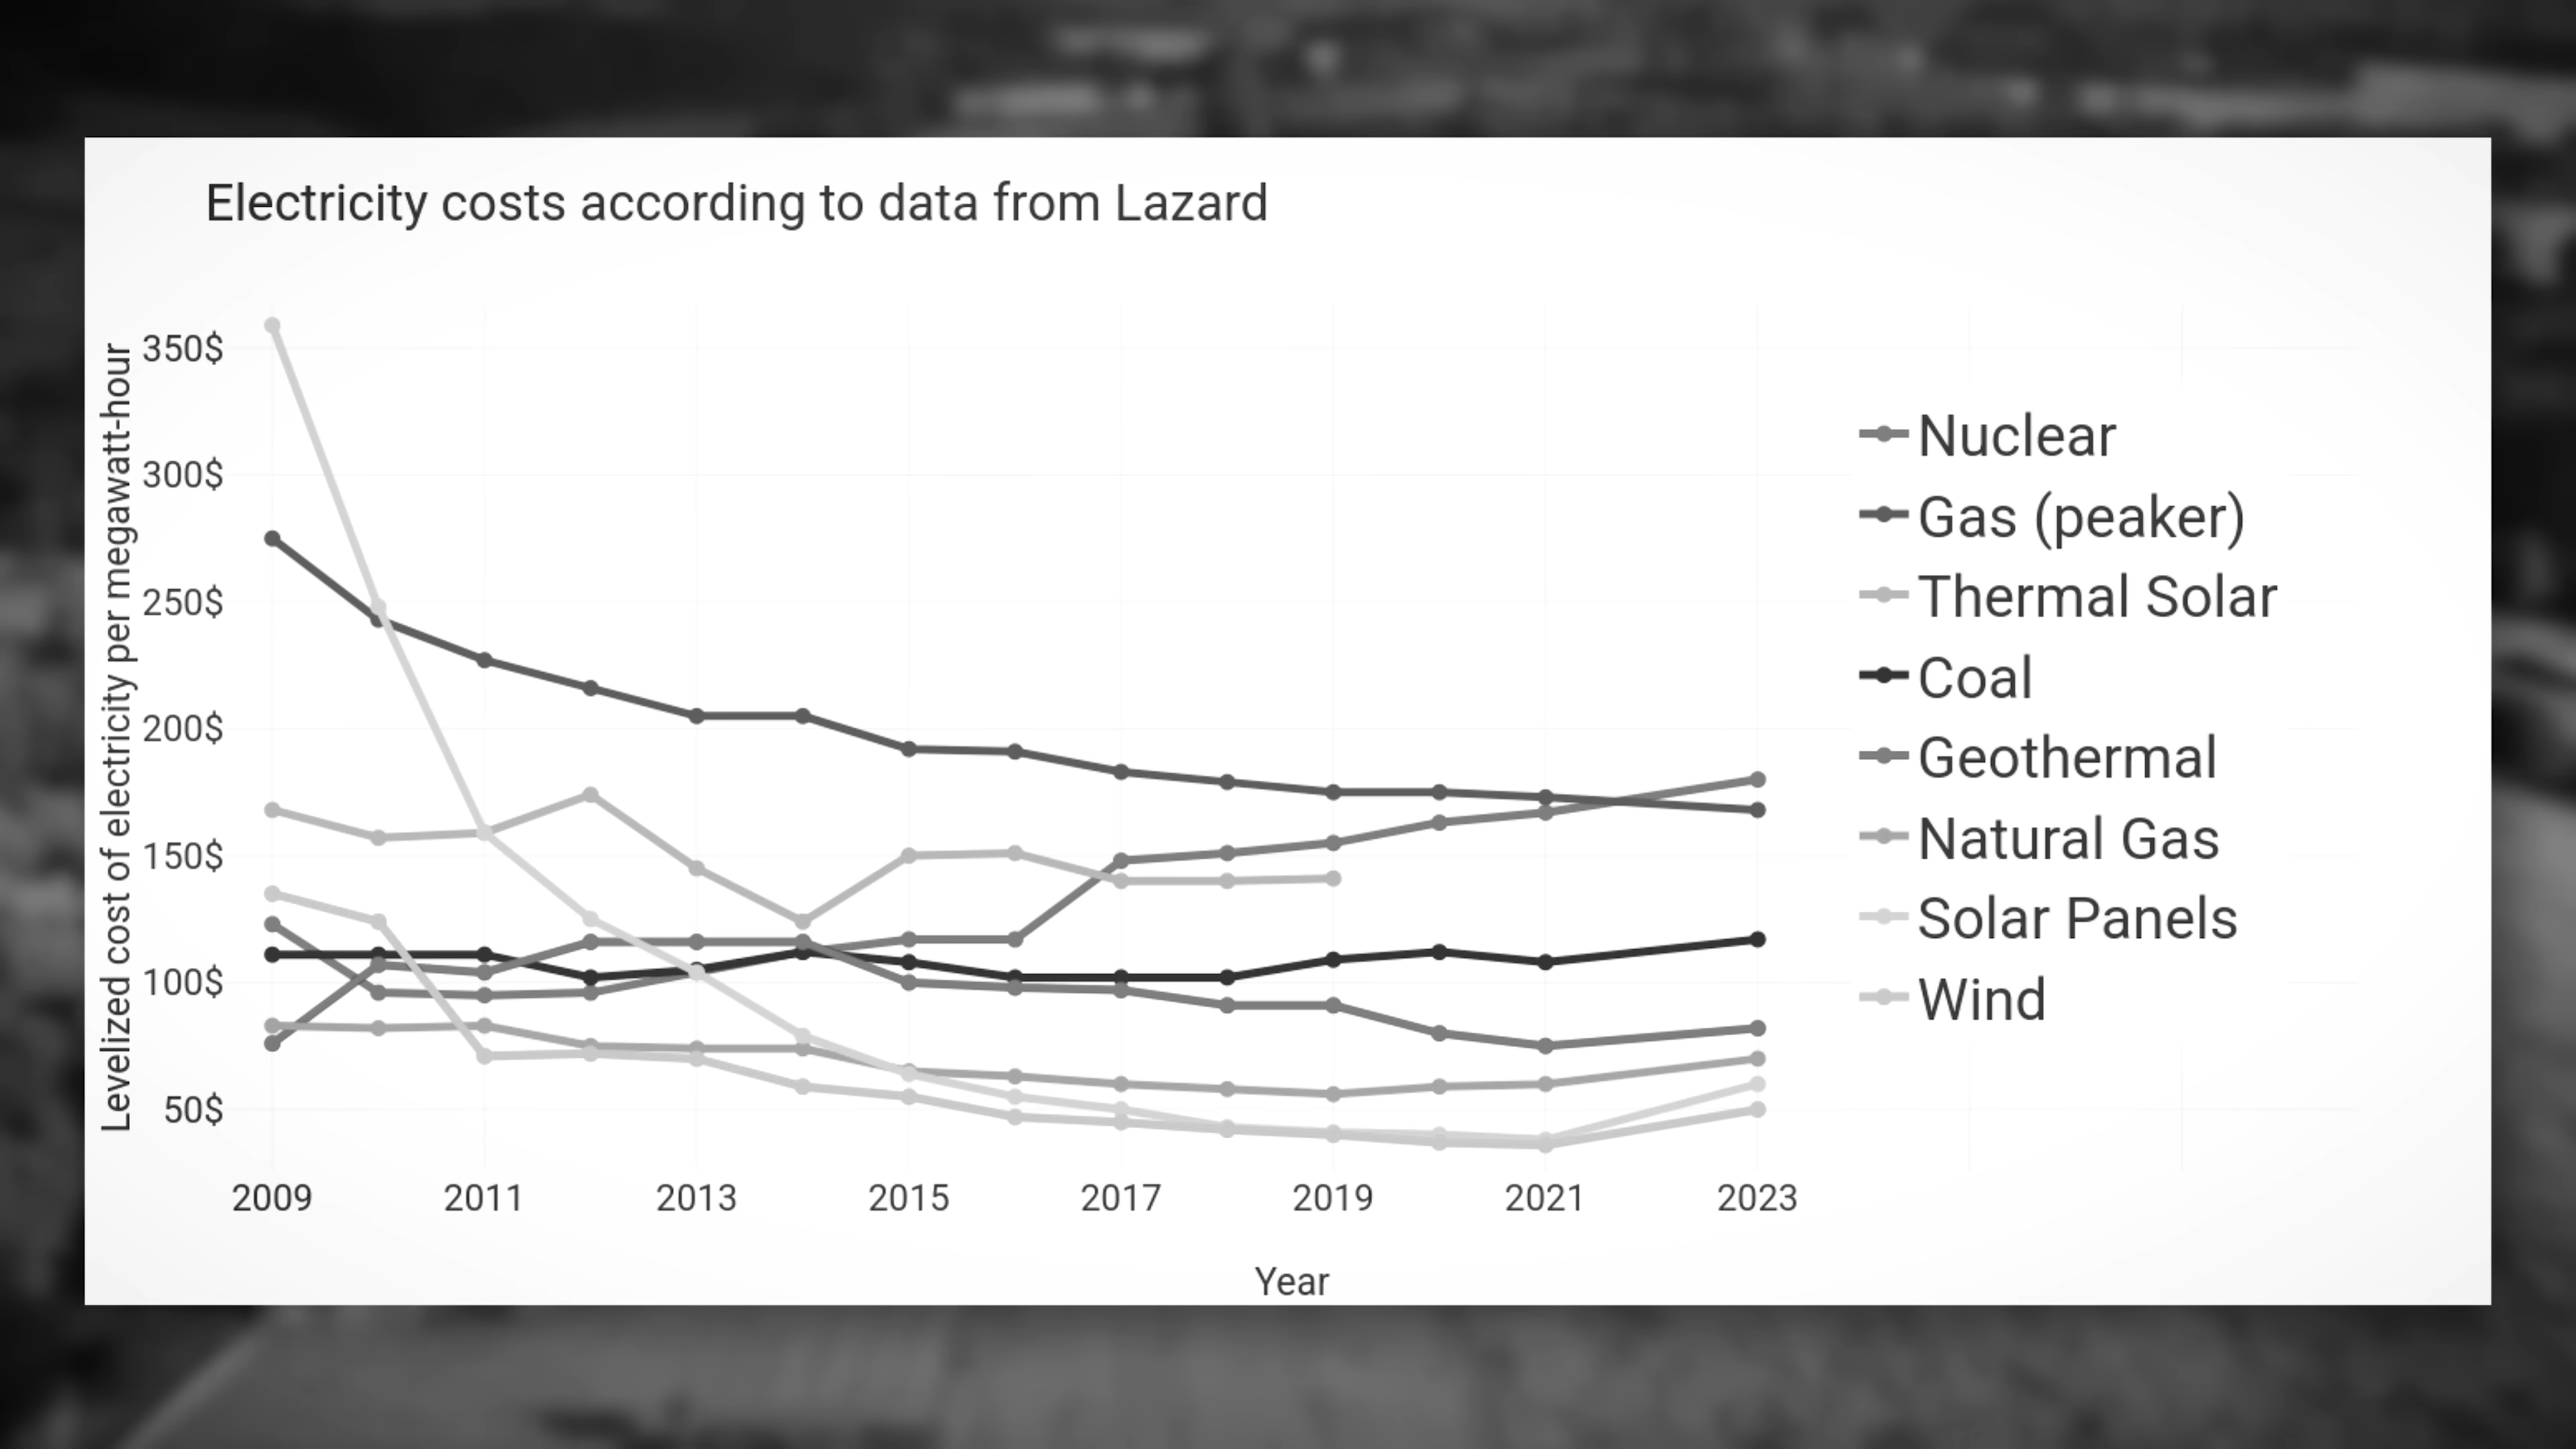 Electricity costs according to data from Lazard
Levelized cost of electricity per megawatt-hour
350$
300$
250$
200$
150$
100$
50$
2009 2011 2013 2015 2017 2019 2021 2023
Year
Nuclear
Gas (peaker)
Thermal Solar
Coal
Geothermal
Natural Gas
Solar Panels
Wind